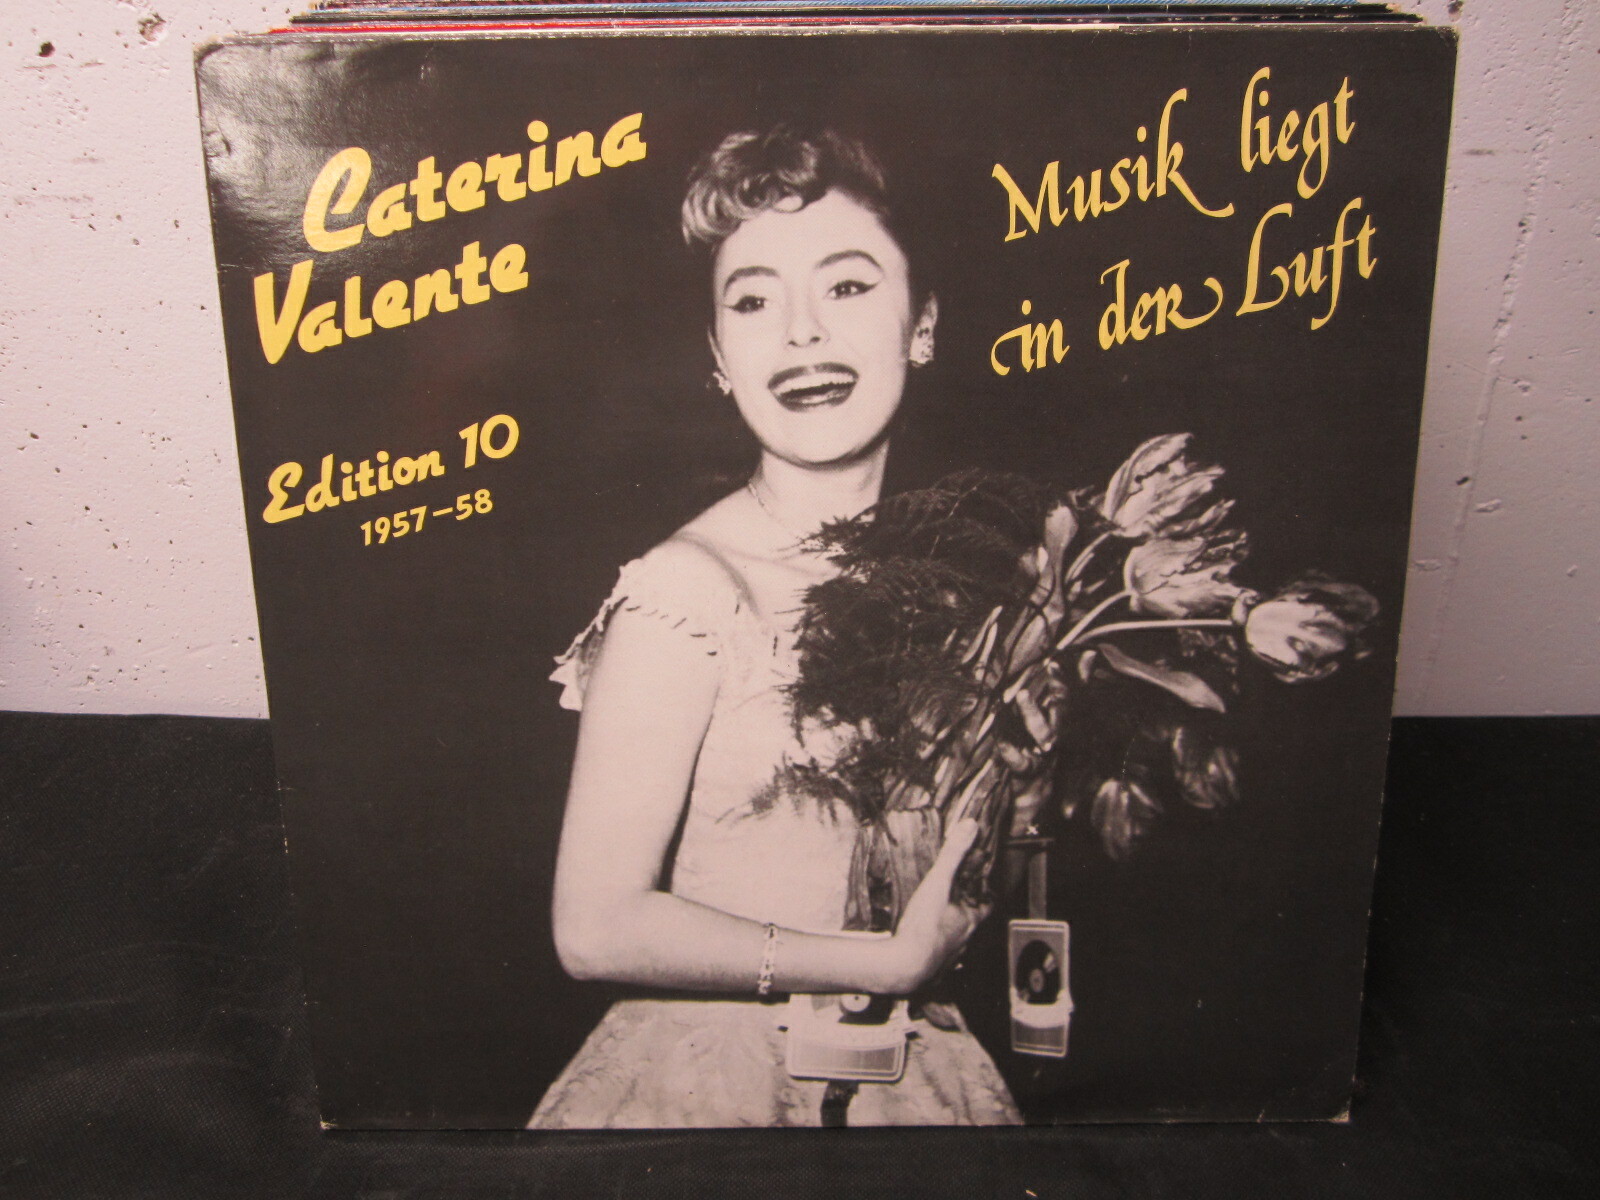 Caterina
Valente
Edition 10
1957-58
Musik liegt
in der Luft